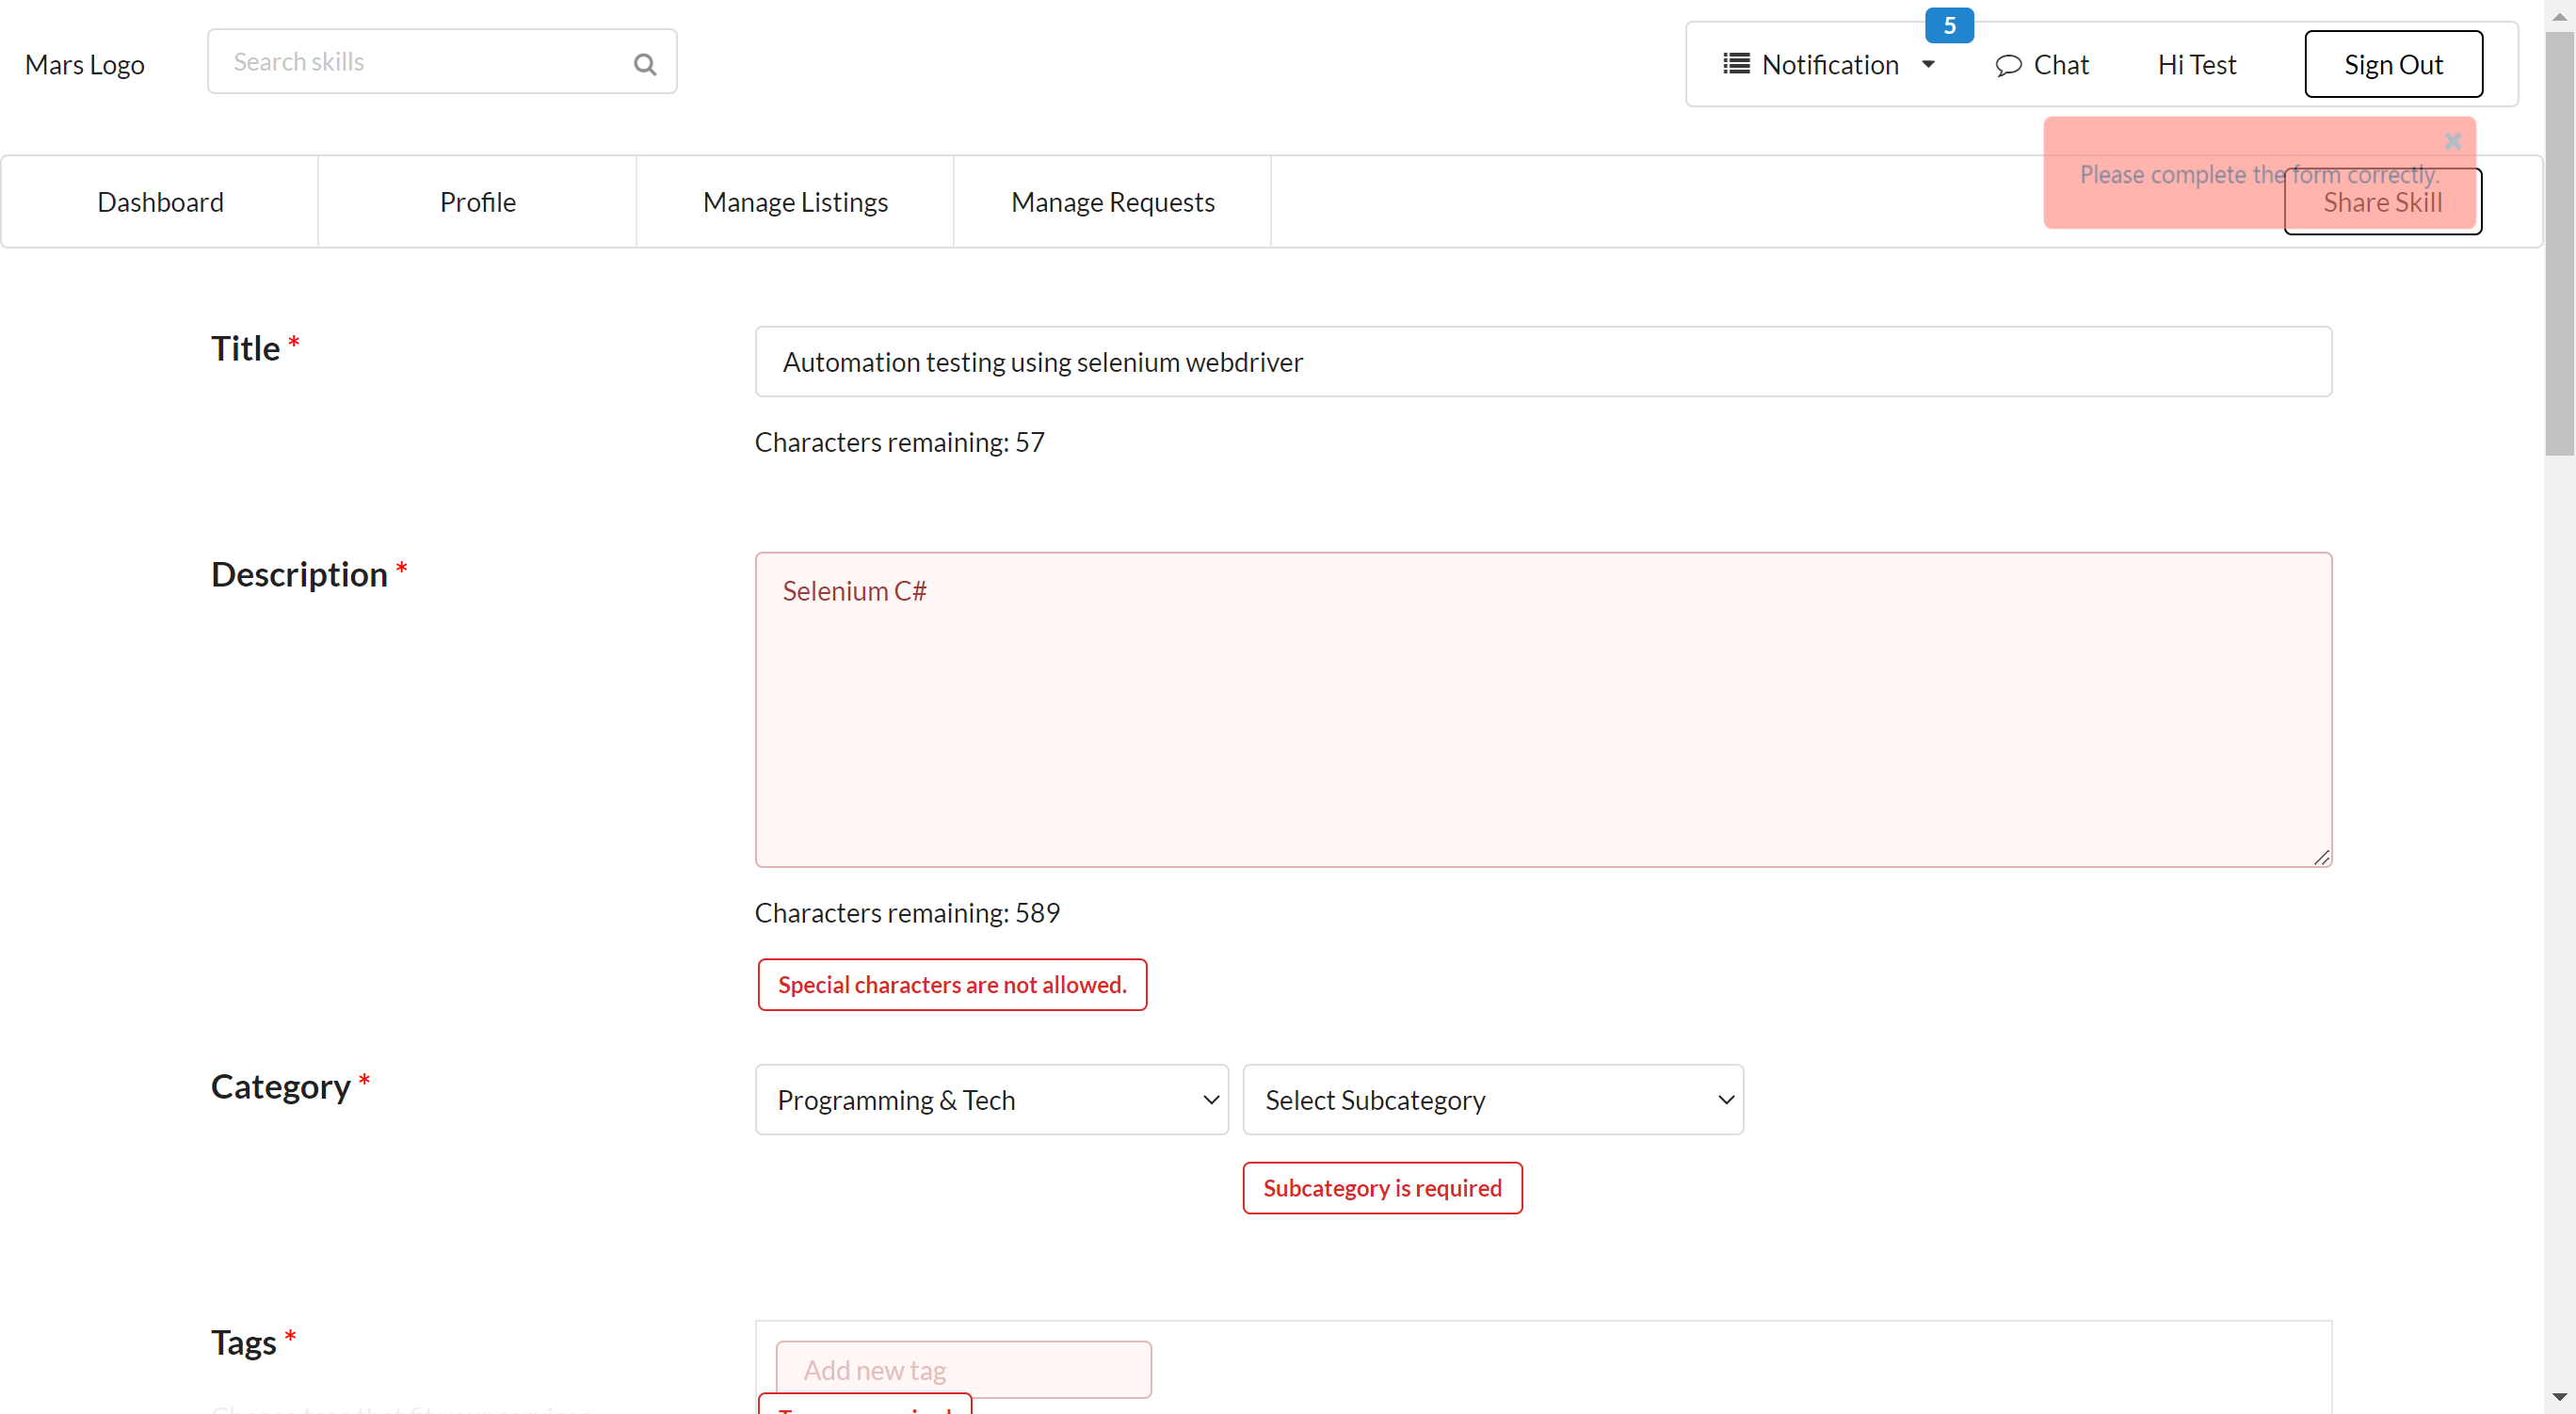 Mars Logo
Search skills
5
Notification
Chat
Hi Test
Sign Out
Please complete the form correctly.
Dashboard
Profile
Manage Listings
Manage Requests
Share Skill
Title *
Automation testing using selenium webdriver
Characters remaining: 57
Description *
Selenium C#
Characters remaining: 589
Special characters are not allowed.
Category *
Programming & Tech
Select Subcategory
Subcategory is required
Tags *
Add new tag